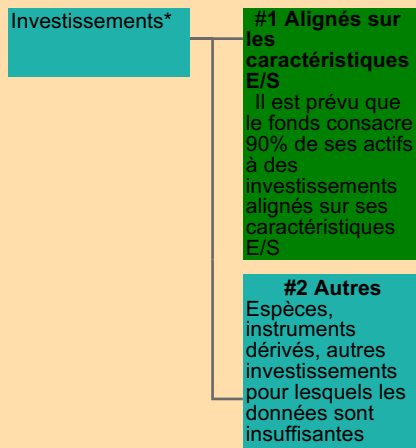 Investissements*
#1 Alignés sur
les
caractéristiques
E/S
Il est prévu que
le fonds consacre
90% de ses actifs
à des
investissements
alignés sur ses
caractéristiques
E/S
#2 Autres
Espèces,
instruments
dérivés, autres
investissements
pour lesquels les
données sont
insuffisantes